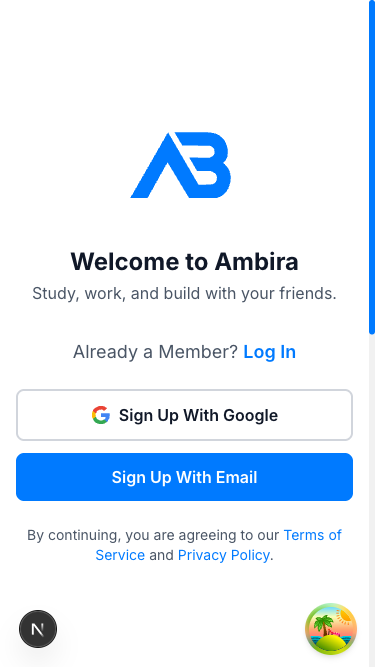 AB
Welcome to Ambira
Study, work, and build with your friends.
Already a Member? Log In
Sign Up With Google
Sign Up With Email
By continuing, you are agreeing to our Terms of
Service and Privacy Policy.
N